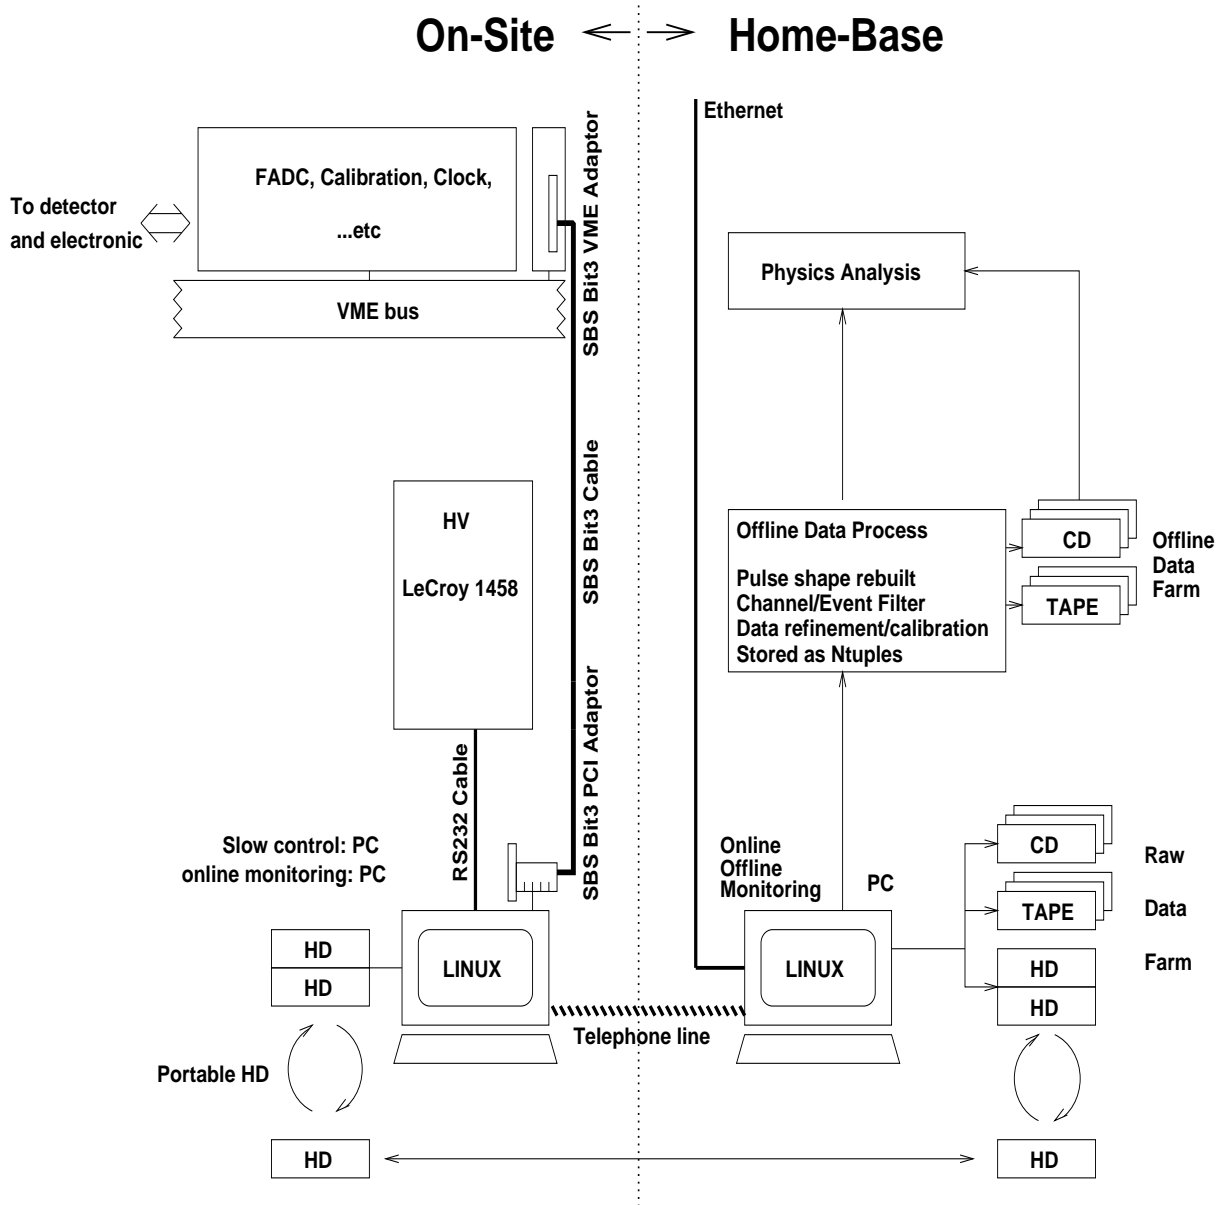 On-Site
Home-Base
Ethernet
FADC, Calibration, Clock,
...etc
To detector
and electronic
VME bus
SBS Bit3 VME Adaptor
SBS Bit3 Cable
SBS Bit3 PCI Adaptor
HV
LeCroy 1458
RS232 Cable
Slow control: PC
online monitoring: PC
HD
HD
LINUX
Portable HD
HD
Telephone line
Physics Analysis
Offline Data Process
Pulse shape rebuilt
Channel/Event Filter
Data refinement/calibration
Stored as Ntuples
CD
TAPE
Offline
Data
Farm
Online
Offline
Monitoring
PC
LINUX
CD
TAPE
HD
HD
Raw
Data
Farm
HD